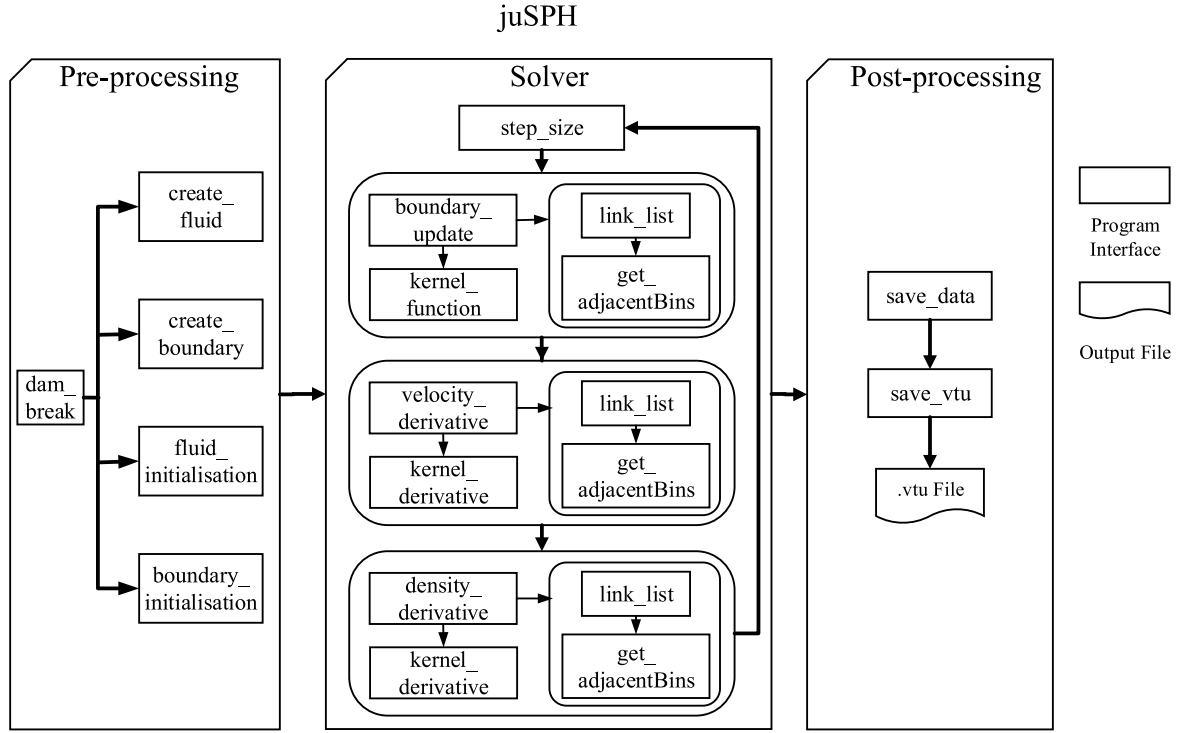 juSPH
Pre-processing
dam_
break
create_
fluid
create_
boundary
fluid_
initialisation
boundary_
initialisation
Solver
step_size
boundary_
update
kernel_
function
link_list
get_
adjacentBins
velocity_
derivative
kernel_
derivative
link_list
get_
adjacentBins
density_
derivative
kernel_
derivative
link_list
get_
adjacentBins
Post-processing
save_data
save_vtu
.vtu File
Program
Interface
Output File